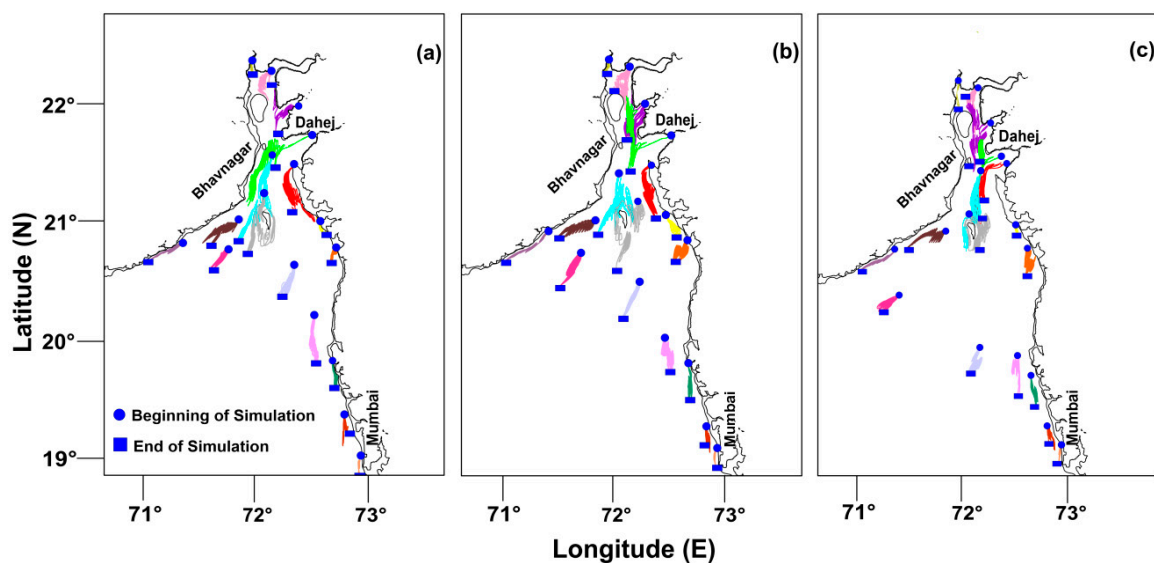 (a)
(b)
(c)
22°
21°
20°
19°
Latitude (N)
Dahej
Bhavnagar
Mumbai
Beginning of Simulation
End of Simulation
Dahej
Bhavnagar
Mumbai
Dahej
Bhavnagar
Mumbai
71° 72° 73°
71° 72° 73°
71° 72° 73°
Longitude (E)